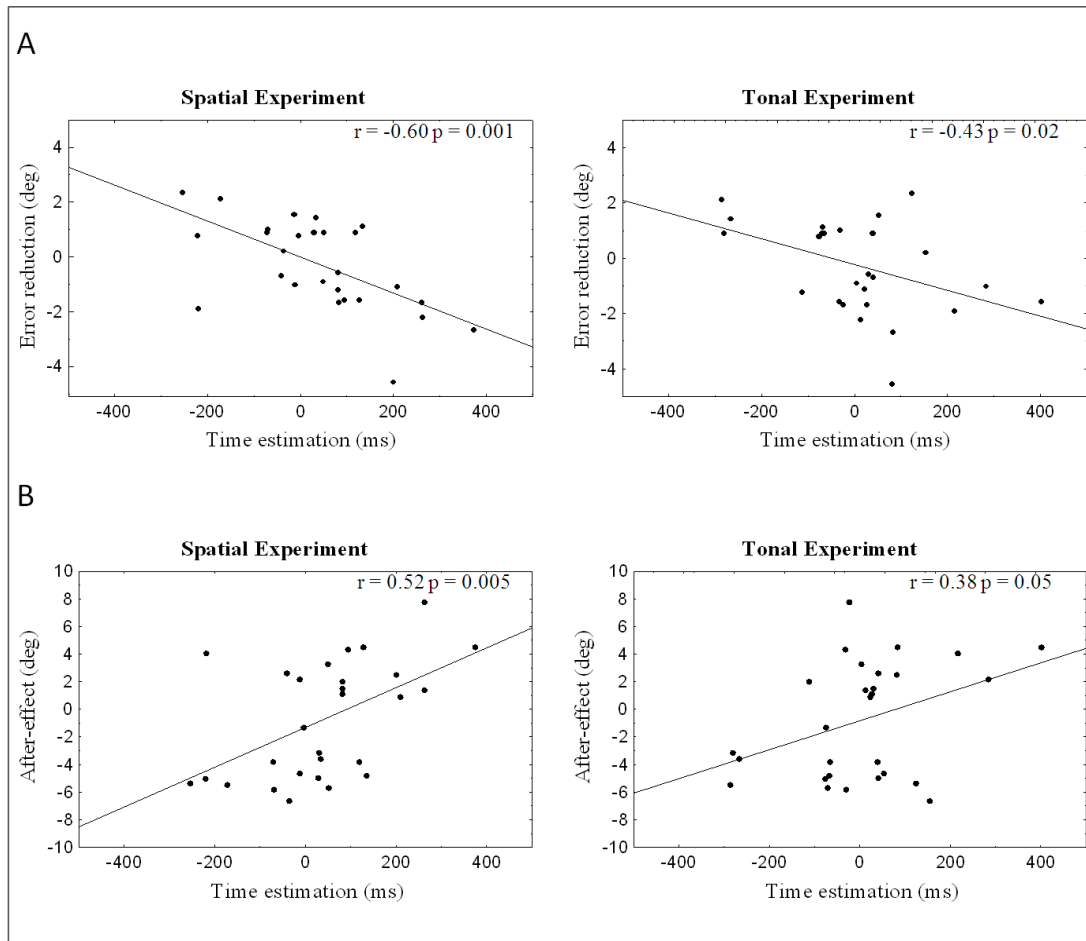 A
Spatial Experiment
r = -0.60 p = 0.001
Error reduction (deg)
4
2
0
-2
-4
-400 -200 0 200 400
Time estimation (ms)
Tonal Experiment
r = -0.43 p = 0.02
Error reduction (deg)
4
2
0
-2
-4
-400 -200 0 200 400
Time estimation (ms)
B
Spatial Experiment
r = 0.52 p = 0.005
After-effect (deg)
10
8
6
4
2
0
-2
-4
-6
-8
-10
-400 -200 0 200 400
Time estimation (ms)
Tonal Experiment
r = 0.38 p = 0.05
After-effect (deg)
10
8
6
4
2
0
-2
-4
-6
-8
-10
-400 -200 0 200 400
Time estimation (ms)